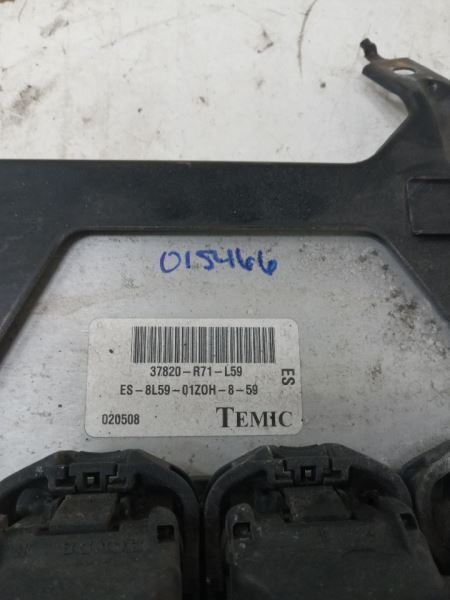 015466
37820-R71-L59
ES-8L59-01ZOH-8-59
ES
020508 TEMIC